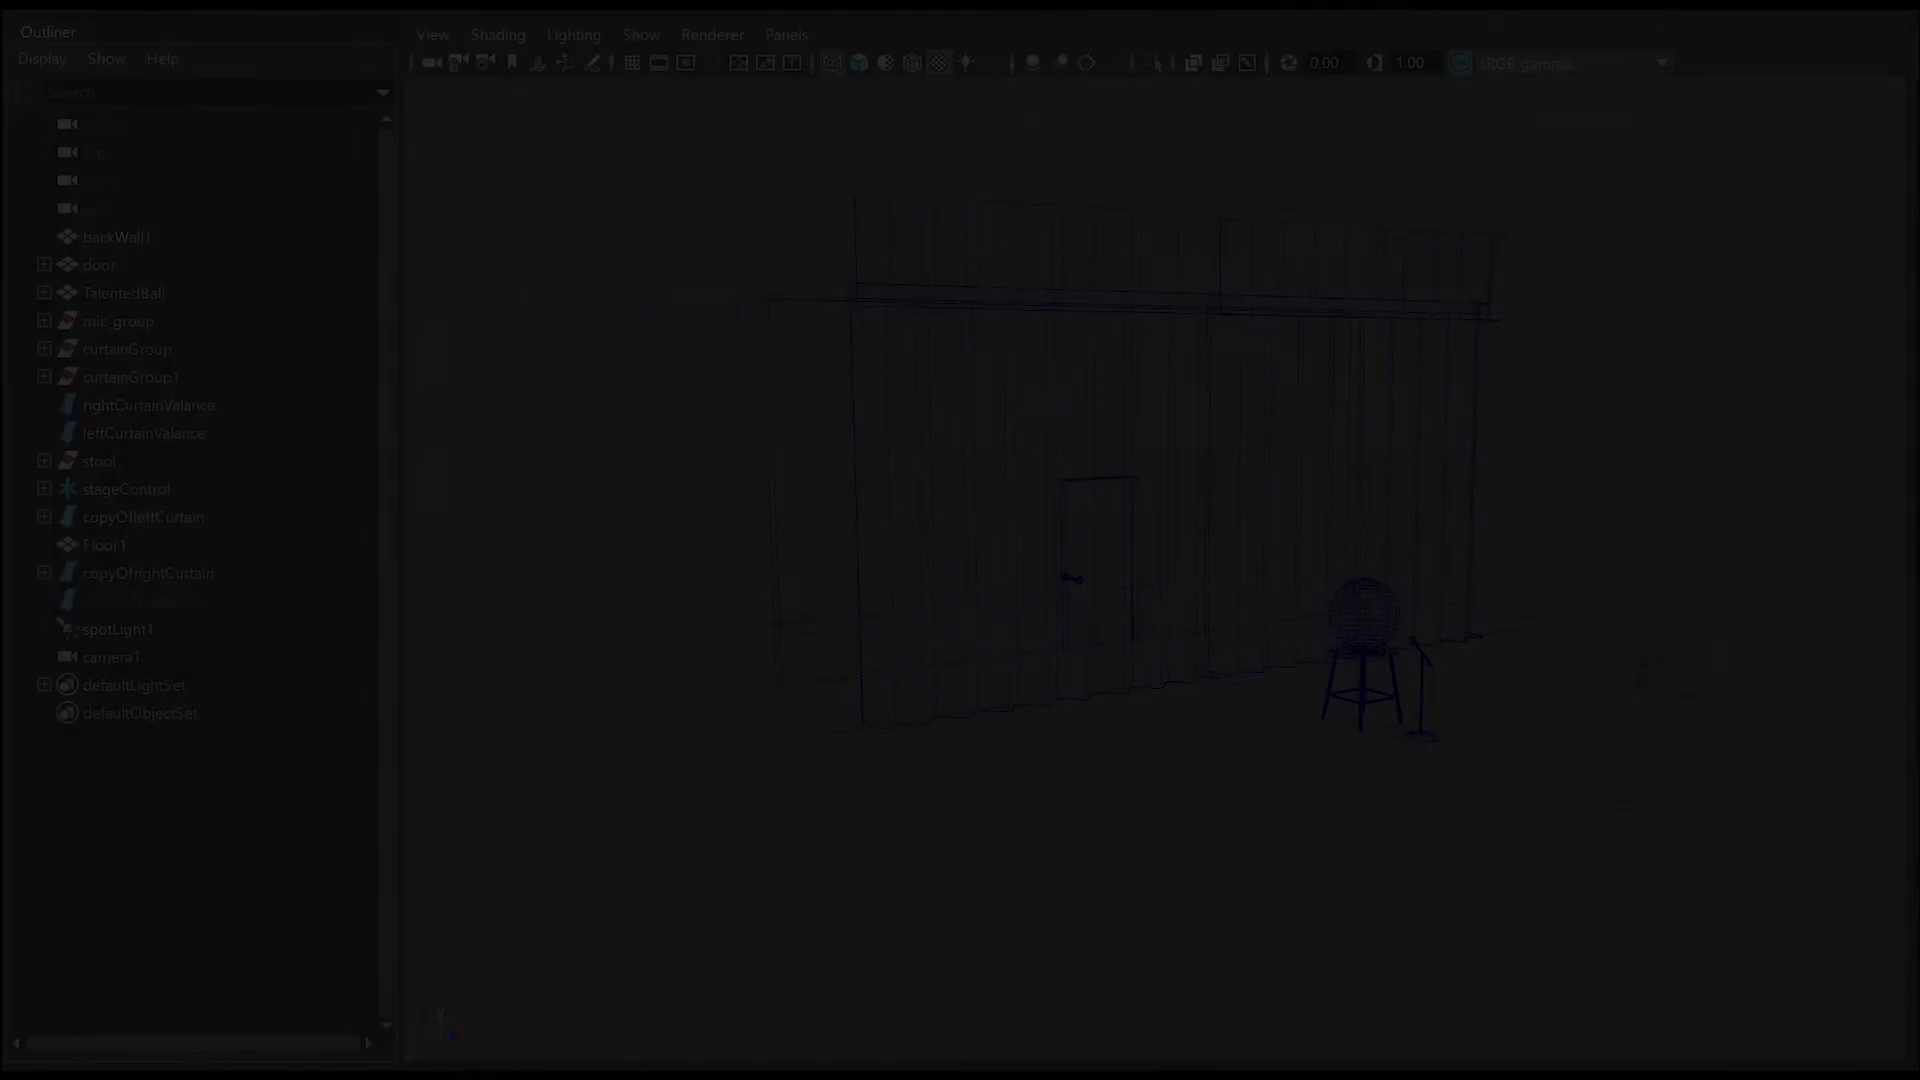 Outliner
Display Show Help
Search
backWall1
door
TalentedBall
mic_group
curtainGroup
curtainGroup1
rightCurtainValance
leftCurtainValance
stool
stageControl
copyOfleftCurtain
Floor1
copyOfrightCurtain
spotLight1
camera1
defaultLightSet
defaultObjectSet
View Shading Lighting Show Renderer Panels
0.00 1.00 sRGB gamma